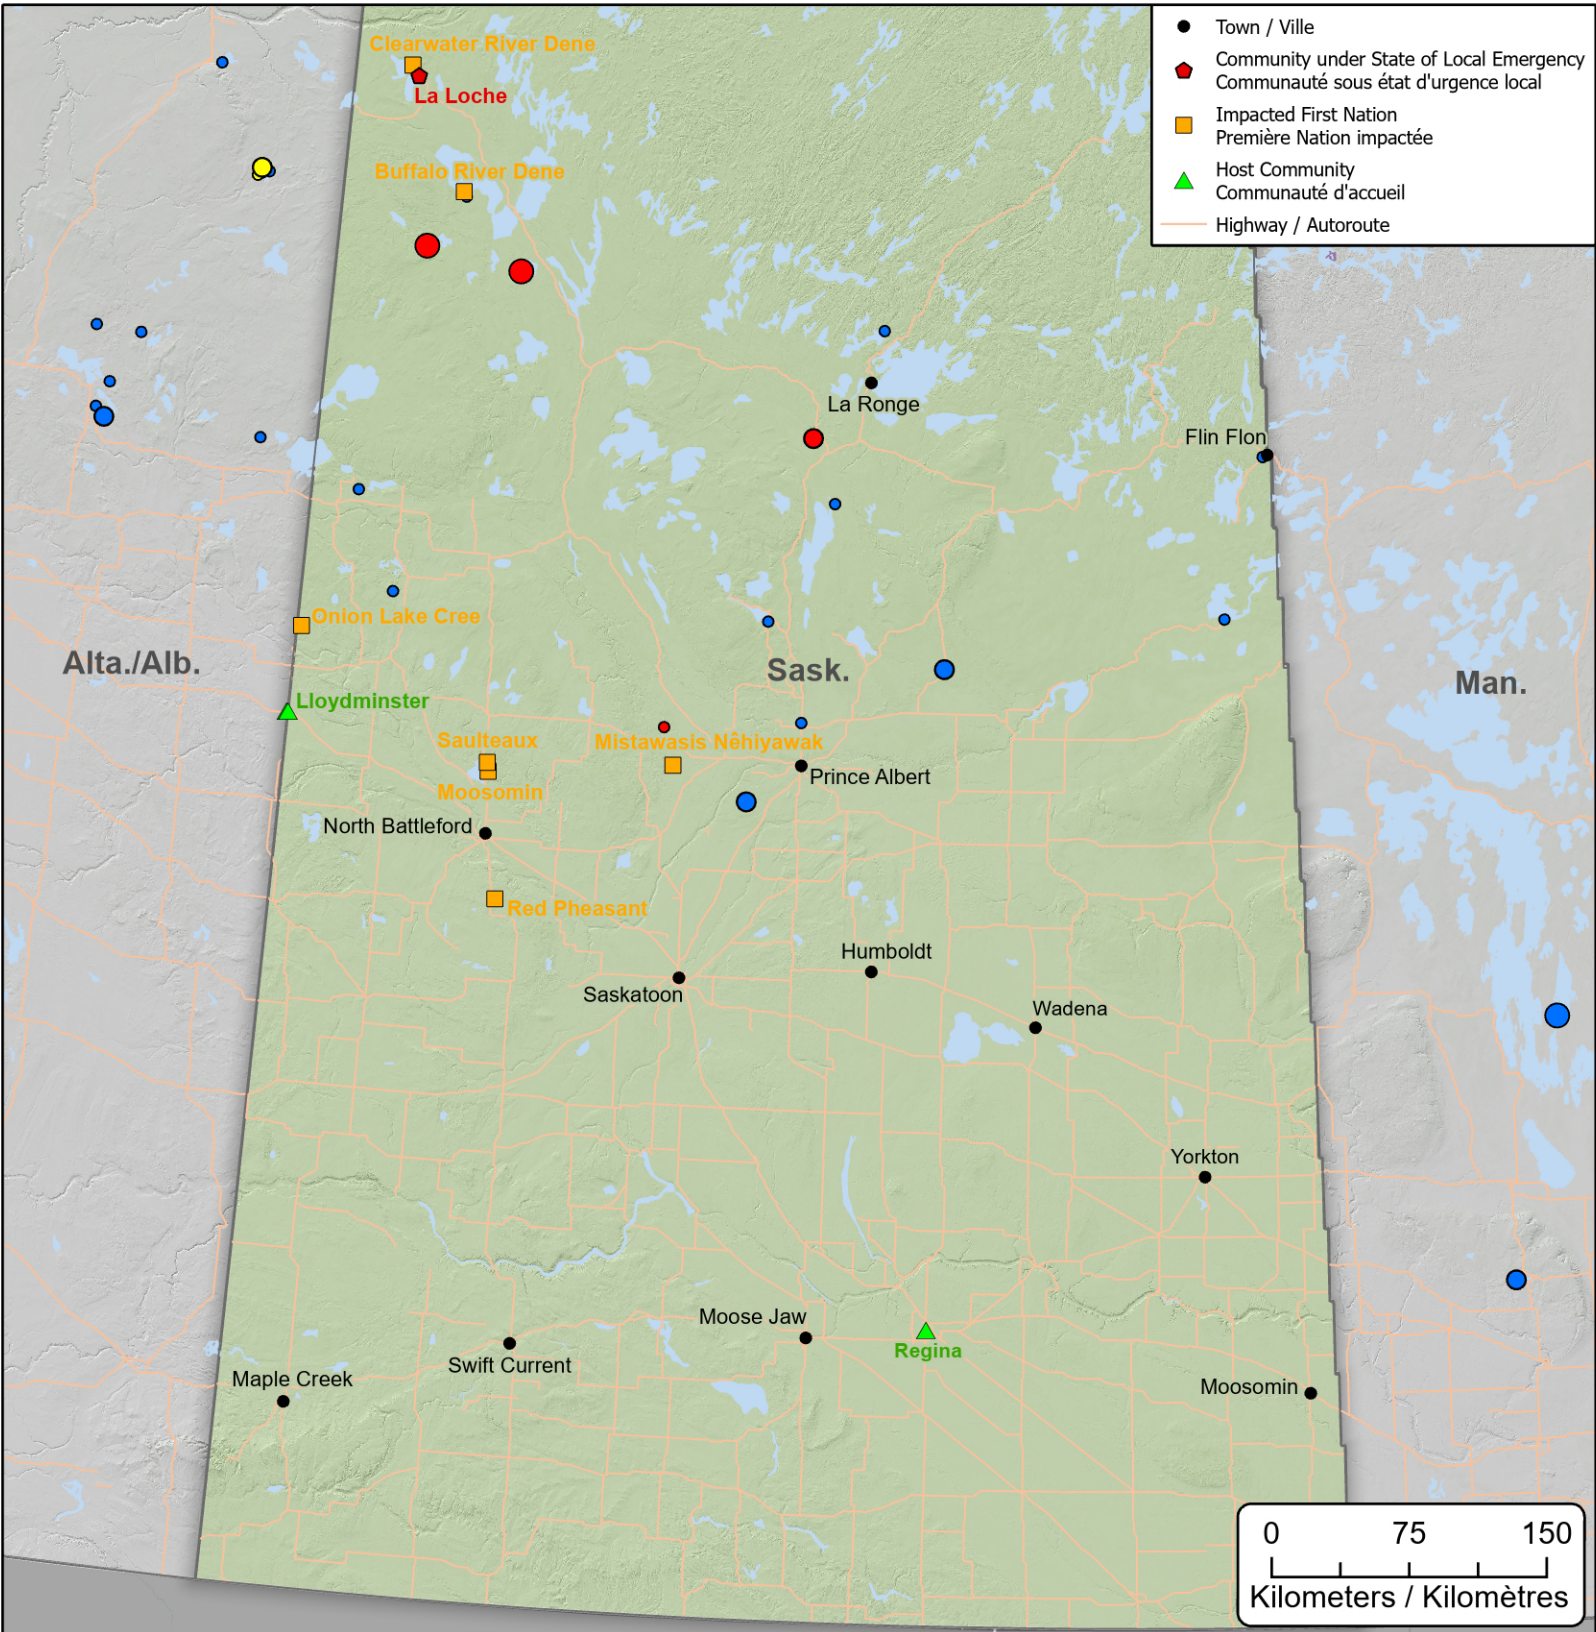 Town / Ville
Community under State of Local Emergency
Communauté sous état d'urgence local
Impacted First Nation
Première Nation impactée
Host Community
Communauté d'accueil
Highway / Autoroute
Clearwater River Dene
La Loche
Buffalo River Dene
La Ronge
Flin Flon
Onion Lake Cree
Alta./Alb.
Sask.
Man.
Lloydminster
Saulteaux
Mistawasis Nêhiyawak
Prince Albert
Moosomin
North Battleford
Red Pheasant
Humboldt
Saskatoon
Wadena
Yorkton
Moose Jaw
Regina
Swift Current
Maple Creek
Moosomin
0 75 150
Kilometers / Kilomètres